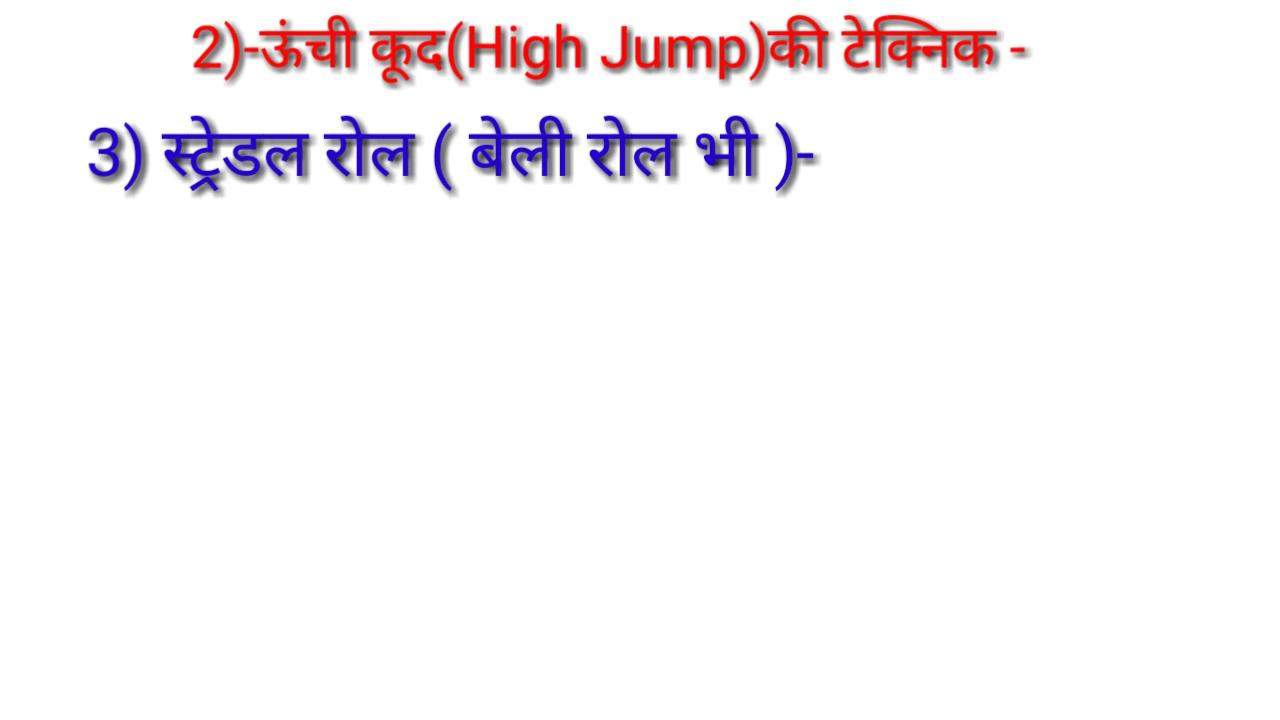 2)-ऊंची कूद(High Jump)की टेक्निक -
3) स्ट्रेडल रोल ( बेली रोल भी )-